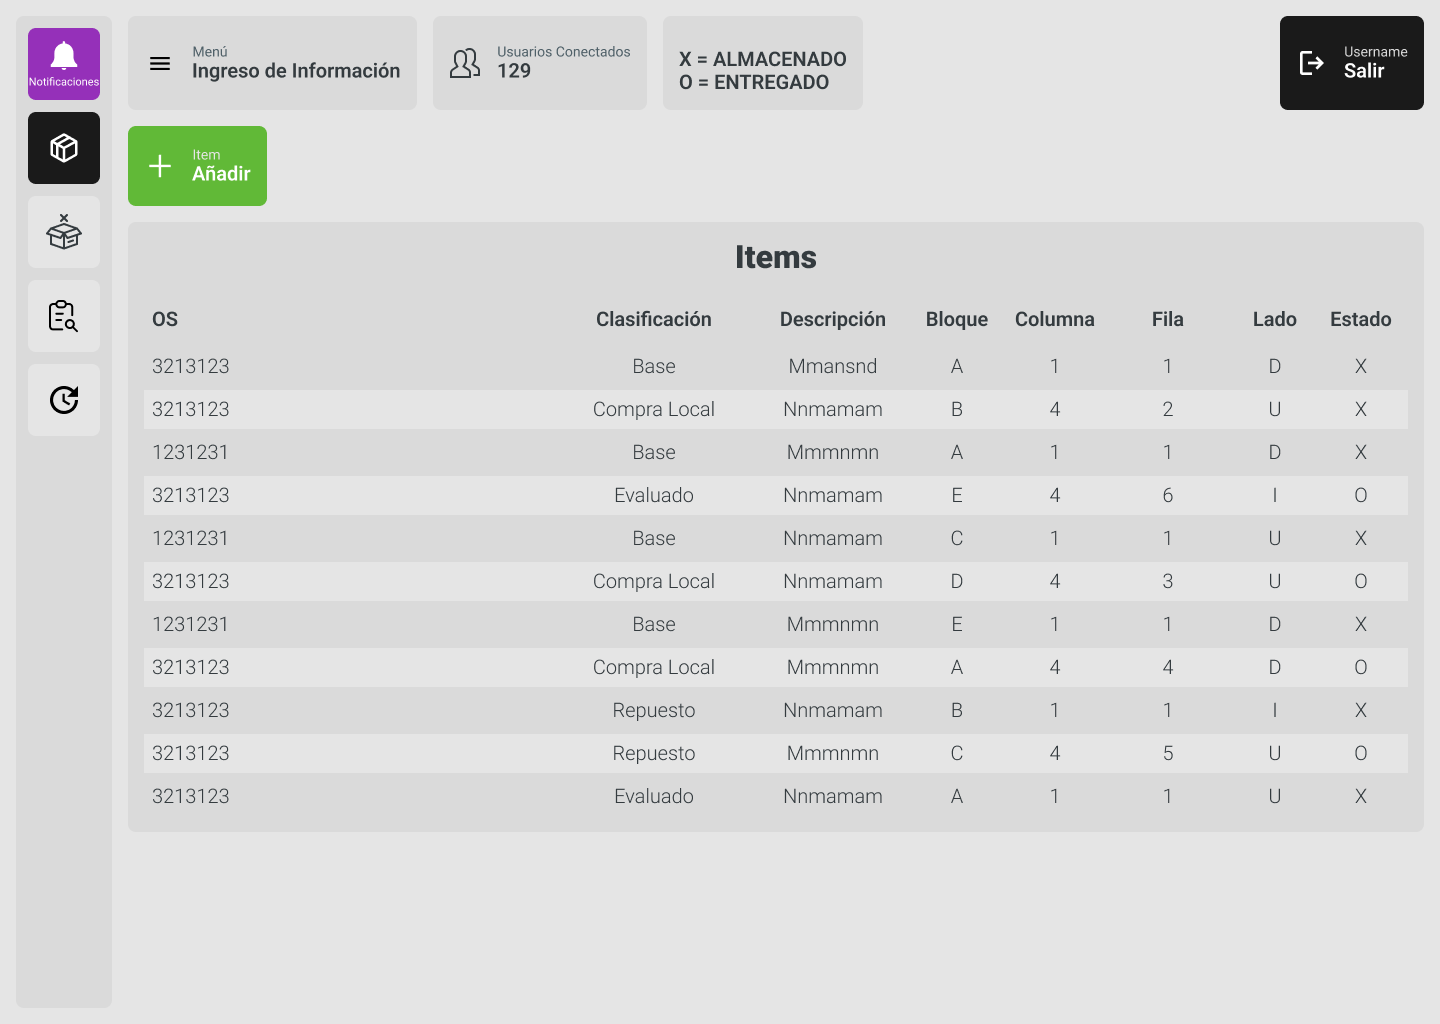 Notificaciones
Menú
Ingreso de Información
Usuarios Conectados
129
X = ALMACENADO
O = ENTREGADO
Username
Salir
Item
Añadir
Items
OS Clasificación Descripción Bloque Columna Fila Lado Estado
3213123 Base Mmansnd A 1 1 D X
3213123 Compra Local Nnmamam B 4 2 U X
1231231 Base Mmmnmn A 1 1 D X
3213123 Evaluado Nnmamam E 4 6 I O
1231231 Base Nnmamam C 1 1 U X
3213123 Compra Local Nnmamam D 4 3 U O
1231231 Base Mmmnmn E 1 1 D X
3213123 Compra Local Mmmnmn A 4 4 D O
3213123 Repuesto Nnmamam B 1 1 I X
3213123 Repuesto Mmmnmn C 4 5 U O
3213123 Evaluado Nnmamam A 1 1 U X